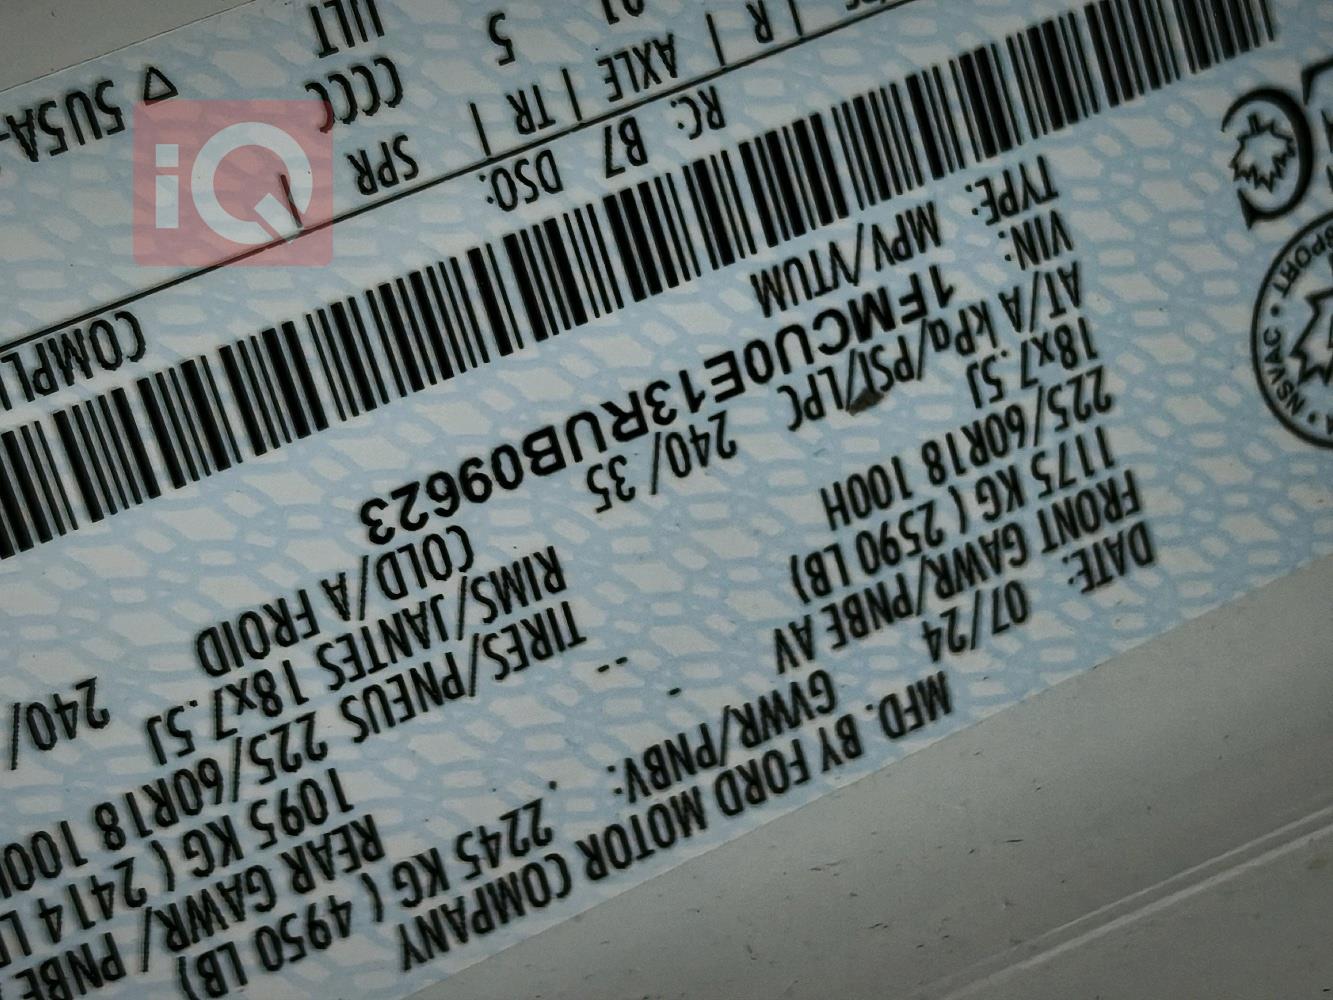 MFD. BY FORD MOTOR COMPANY
DATE: 07/24 GVWR/PNBV: 2245 KG ( 4950 LB)
FRONT GAWR/PNBE AV REAR GAWR/ PNBE
1175 KG ( 2590 LB) 1095 KG ( 2414
225/60R18 100H TIRES/PNEUS 225/60R18
18x7.5J RIMS/JANTES 18x7.5J
AT/A kPa/PSI/LPC 240/ 35 COLD/A FROID 240/
VIN: 1FMCU0E13RUB09623
TYPE: MPV/VTUM
NSVAC
RC: B7 DSO:
R | AXLE | TR | SPR
5 CCCC
ULT
5U5A-
iQ